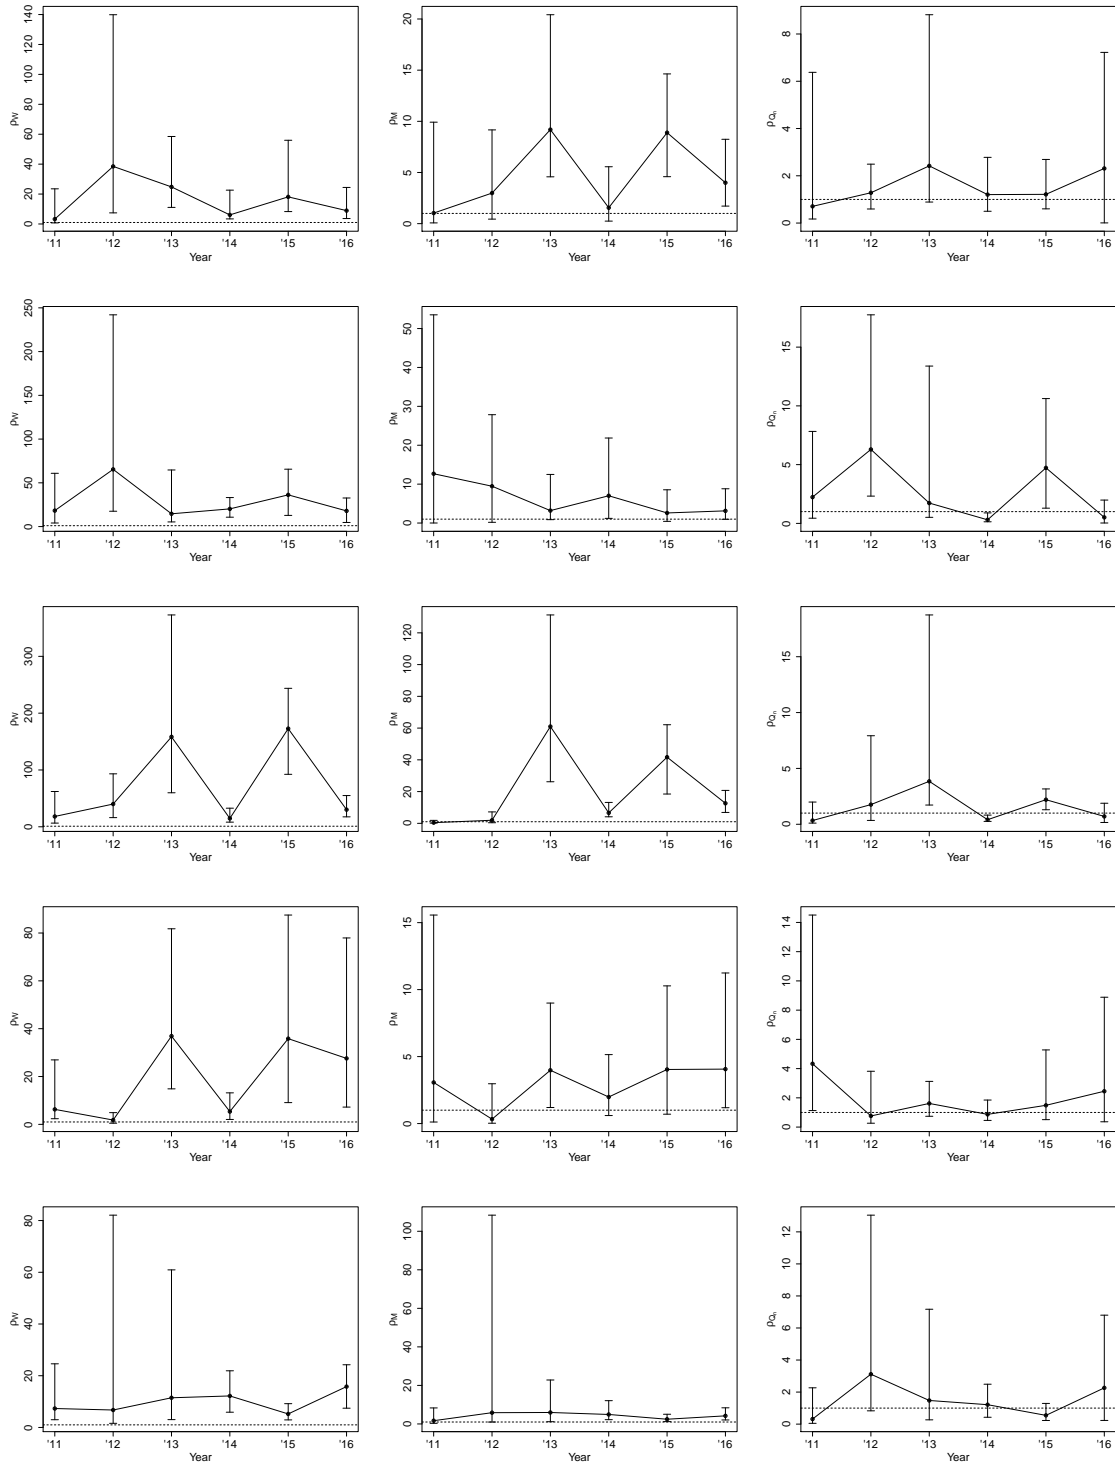 ρW
0 20 40 60 80 100 120 140
'11 '12 '13 '14 '15 '16
Year
ρM
0 5 10 15 20
'11 '12 '13 '14 '15 '16
Year
ρQn
0 2 4 6 8
'11 '12 '13 '14 '15 '16
Year
ρW
0 50 100 150 200 250
'11 '12 '13 '14 '15 '16
Year
ρM
0 10 20 30 40 50
'11 '12 '13 '14 '15 '16
Year
ρQn
0 5 10 15
'11 '12 '13 '14 '15 '16
Year
ρW
0 100 200 300
'11 '12 '13 '14 '15 '16
Year
ρM
0 20 40 60 80 100 120
'11 '12 '13 '14 '15 '16
Year
ρQn
0 5 10 15
'11 '12 '13 '14 '15 '16
Year
ρW
0 20 40 60 80
'11 '12 '13 '14 '15 '16
Year
ρM
0 5 10 15
'11 '12 '13 '14 '15 '16
Year
ρQn
0 2 4 6 8 10 12 14
'11 '12 '13 '14 '15 '16
Year
ρW
0 20 40 60 80
'11 '12 '13 '14 '15 '16
Year
ρM
0 20 40 60 80 100
'11 '12 '13 '14 '15 '16
Year
ρQn
0 2 4 6 8 10 12
'11 '12 '13 '14 '15 '16
Year